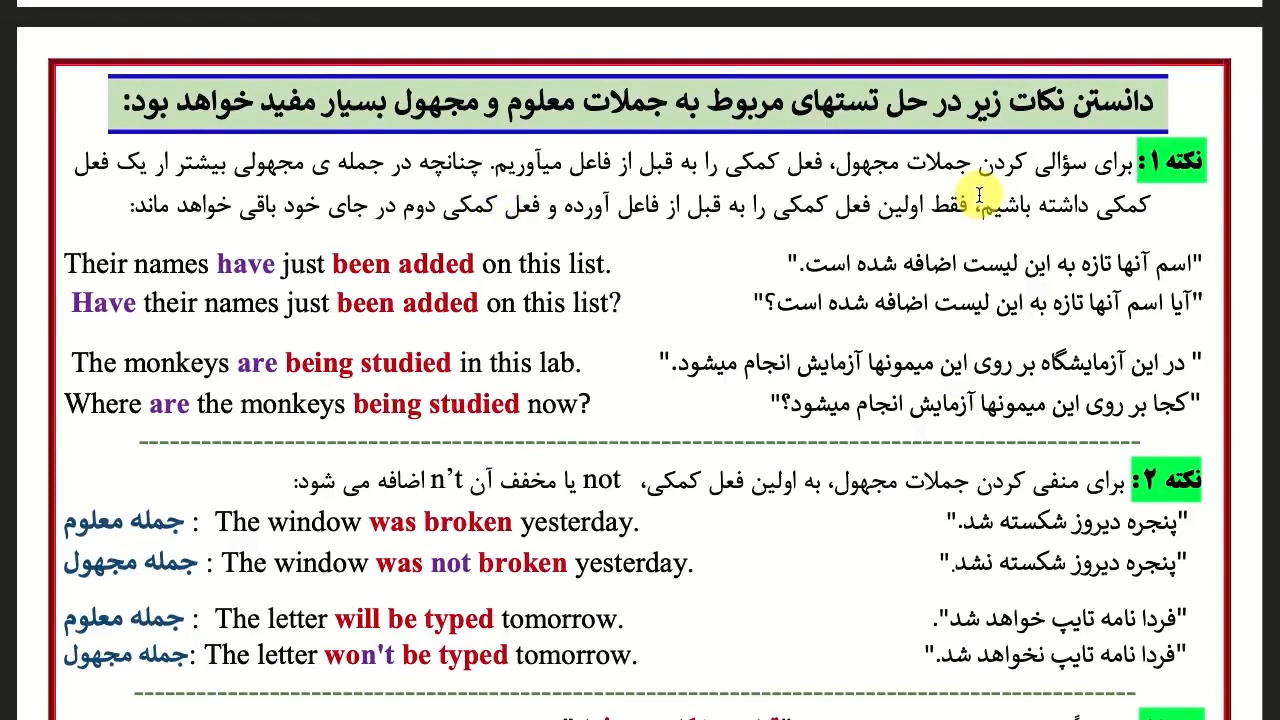 دانستن نکات زیر در حل تستهای مربوط به جملات معلوم و مجهول بسیار مفید خواهد بود:
نکته ۱: برای سؤالی کردن جملات مجهول، فعل کمکی را به قبل از فاعل میآوریم. چنانچه در جمله ی مجهولی بیشتر ار یک فعل
کمکی داشته باشیم، فقط اولین فعل کمکی را به قبل از فاعل آورده و فعل کمکی دوم در جای خود باقی خواهد ماند:
Their names have just been added on this list. "اسم آنها تازه به این لیست اضافه شده است."
Have their names just been added on this list? "آیا اسم آنها تازه به این لیست اضافه شده است؟"
The monkeys are being studied in this lab. " در این آزمایشگاه بر روی این میمونها آزمایش انجام میشود."
Where are the monkeys being studied now? "کجا بر روی این میمونها آزمایش انجام میشود؟"
نکته ۲: برای منفی کردن جملات مجهول، به اولین فعل کمکی، not یا مخفف آن n't اضافه می شود:
جمله معلوم : The window was broken yesterday. "پنجره دیروز شکسته شد."
جمله مجهول : The window was not broken yesterday. "پنجره دیروز شکسته نشد."
جمله معلوم : The letter will be typed tomorrow. "فردا نامه تایپ خواهد شد."
جمله مجهول: The letter won't be typed tomorrow. "فردا نامه تایپ نخواهد شد."